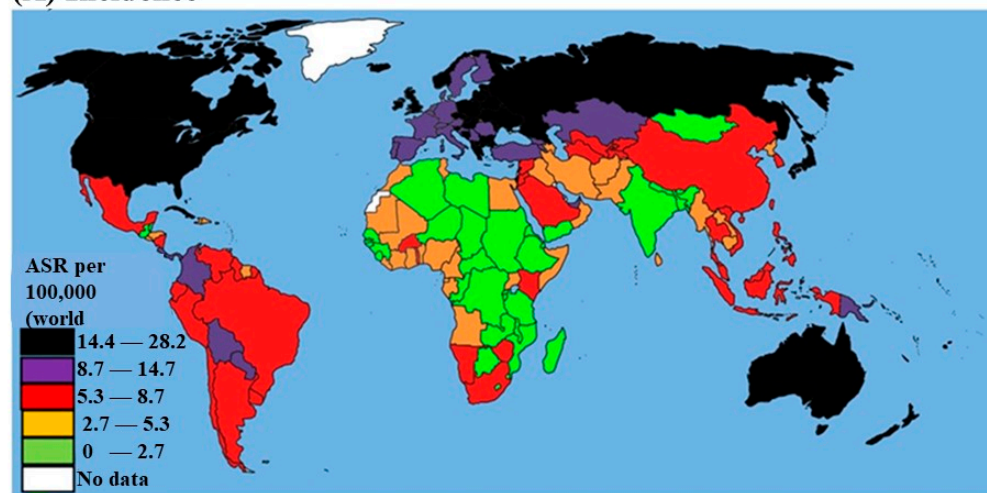 ASR per
100,000
(world
14.4 — 28.2
8.7 — 14.7
5.3 — 8.7
2.7 — 5.3
0 — 2.7
No data